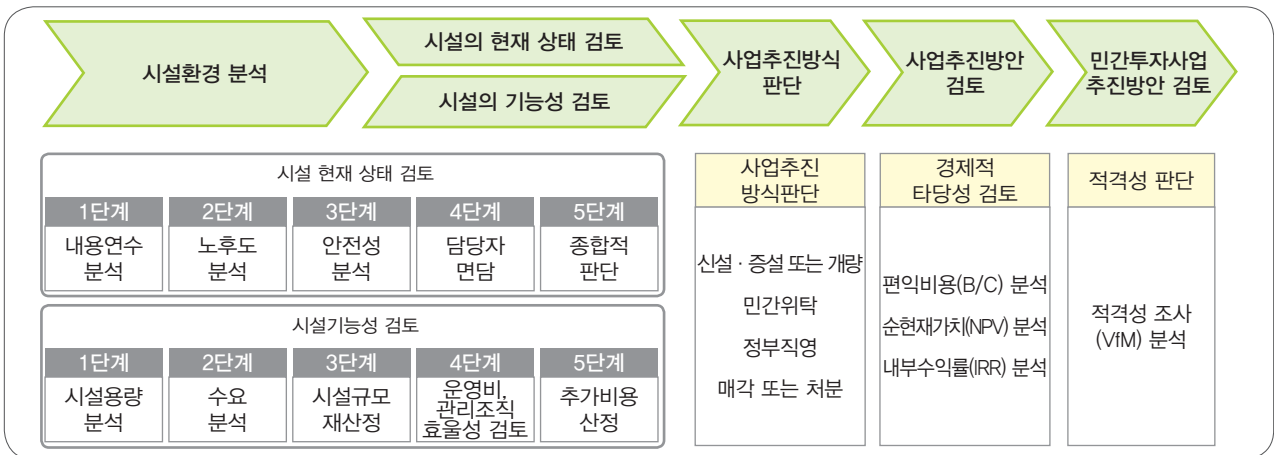 시설환경 분석
시설의 현재 상태 검토
시설의 기능성 검토
사업추진방식
판단
사업추진방안
검토
민간투자사업
추진방안 검토
시설 현재 상태 검토
1단계
2단계
3단계
4단계
5단계
내용연수
분석
노후도
분석
안전성
분석
담당자
면담
종합적
판단
시설기능성 검토
1단계
2단계
3단계
4단계
5단계
시설용량
분석
수요
분석
시설규모
재산정
운영비,
관리조직
효율성 검토
추가비용
산정
사업추진
방식판단
신설 · 증설 또는 개량
민간위탁
정부직영
매각 또는 처분
경제적
타당성 검토
편익비용(B/C) 분석
순현재가치(NPV) 분석
내부수익률(IRR) 분석
적격성 판단
적격성 조사
(VfM) 분석